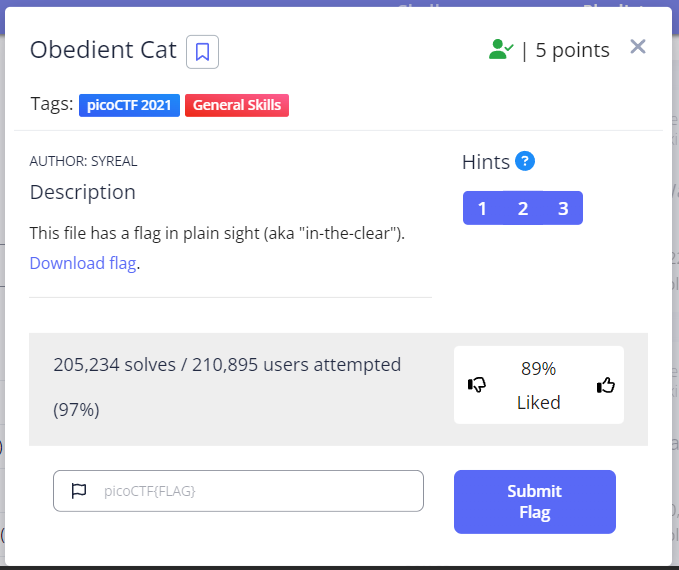 Obedient Cat
| 5 points
Tags: picoCTF 2021 General Skills
AUTHOR: SYREAL
Hints ?
Description
1 2 3
This file has a flag in plain sight (aka "in-the-clear").
Download flag.
205,234 solves / 210,895 users attempted
(97%)
89%
Liked
picoCTF{FLAG}
Submit
Flag